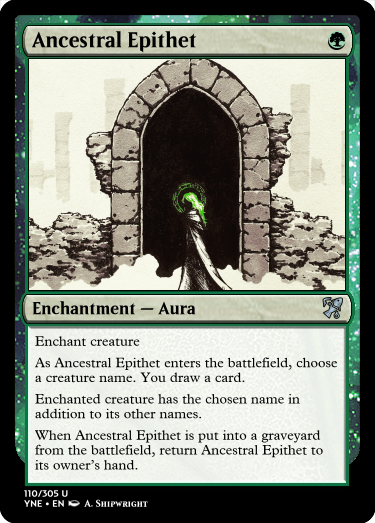 Ancestral Epithet
Enchantment — Aura
Enchant creature
As Ancestral Epithet enters the battlefield, choose
a creature name. You draw a card.
Enchanted creature has the chosen name in
addition to its other names.
When Ancestral Epithet is put into a graveyard
from the battlefield, return Ancestral Epithet to
its owner's hand.
110/305 U
YNE • EN A. Shipwright